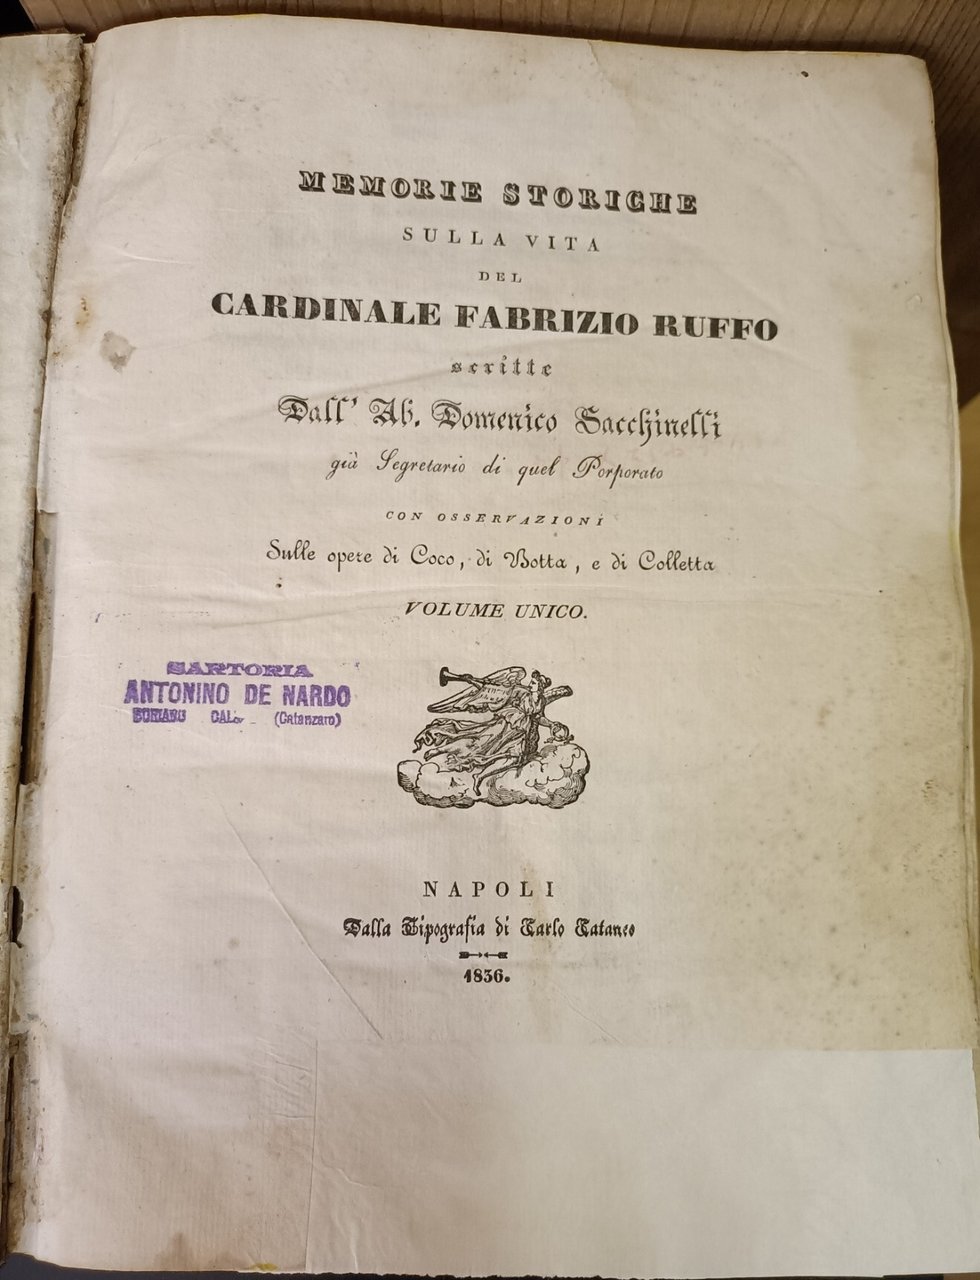 MEMORIE STORICHE
SULLA VITA
DEL
CARDINALE FABRIZIO RUFFO
scritte
Dall' Ab. Domenico Sacchinelli
già Segretario di quel Porporato
CON OSSERVAZIONI
Sulle opere di Coco, di Botta, e di Colletta
VOLUME UNICO.
SARTORIA
ANTONINO DE NARDO
SORIANO CAL. (Catanzaro)
NAPOLI
Dalla Tipografia di Carlo Cataneo
1836.